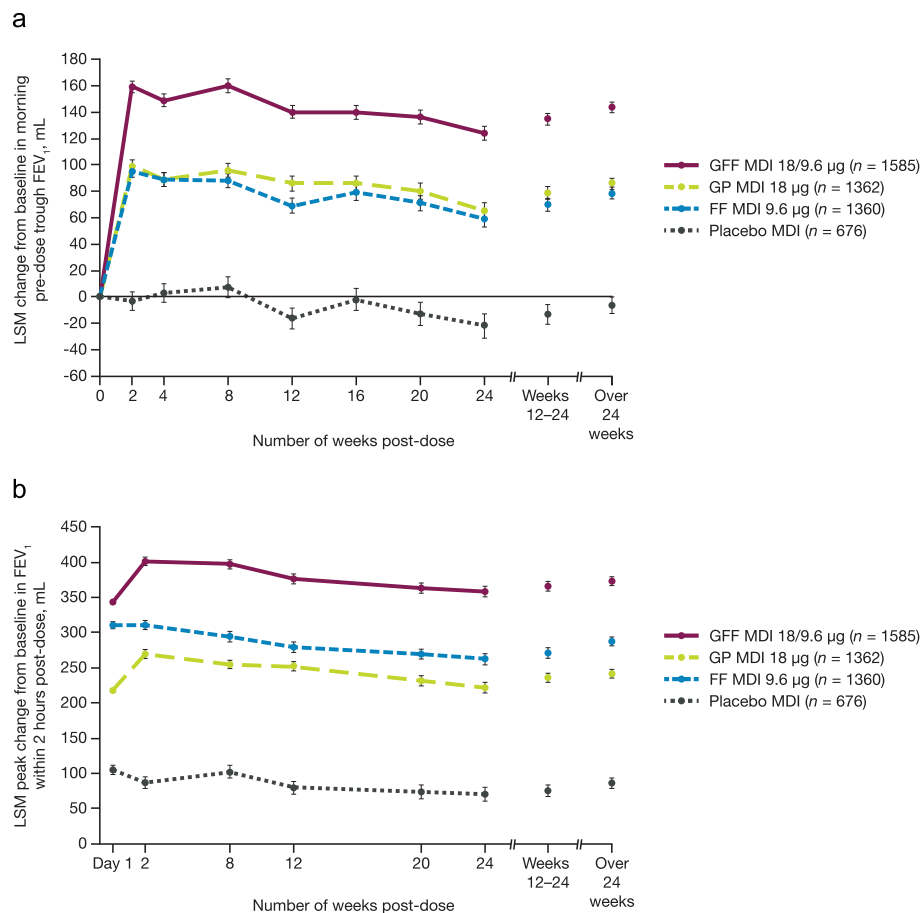 a
LSM change from baseline in morning
pre-dose trough FEV₁, mL
180
160
140
120
100
80
60
40
20
0
-20
-40
-60
0 2 4 8 12 16 20 24 Weeks 12–24 Over 24 weeks
Number of weeks post-dose
GFF MDI 18/9.6 µg (n = 1585)
GP MDI 18 µg (n = 1362)
FF MDI 9.6 µg (n = 1360)
Placebo MDI (n = 676)
b
LSM peak change from baseline in FEV₁
within 2 hours post-dose, mL
450
400
350
300
250
200
150
100
50
0
Day 1 2 8 12 20 24 Weeks 12–24 Over 24 weeks
Number of weeks post-dose
GFF MDI 18/9.6 µg (n = 1585)
GP MDI 18 µg (n = 1362)
FF MDI 9.6 µg (n = 1360)
Placebo MDI (n = 676)